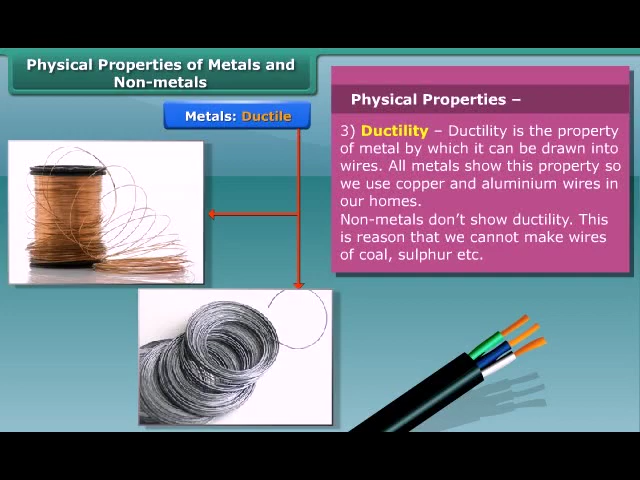 Physical Properties of Metals and
Non-metals
Metals: Ductile
Physical Properties –
3) Ductility – Ductility is the property
of metal by which it can be drawn into
wires. All metals show this property so
we use copper and aluminium wires in
our homes.
Non-metals don’t show ductility. This
is reason that we cannot make wires
of coal, sulphur etc.